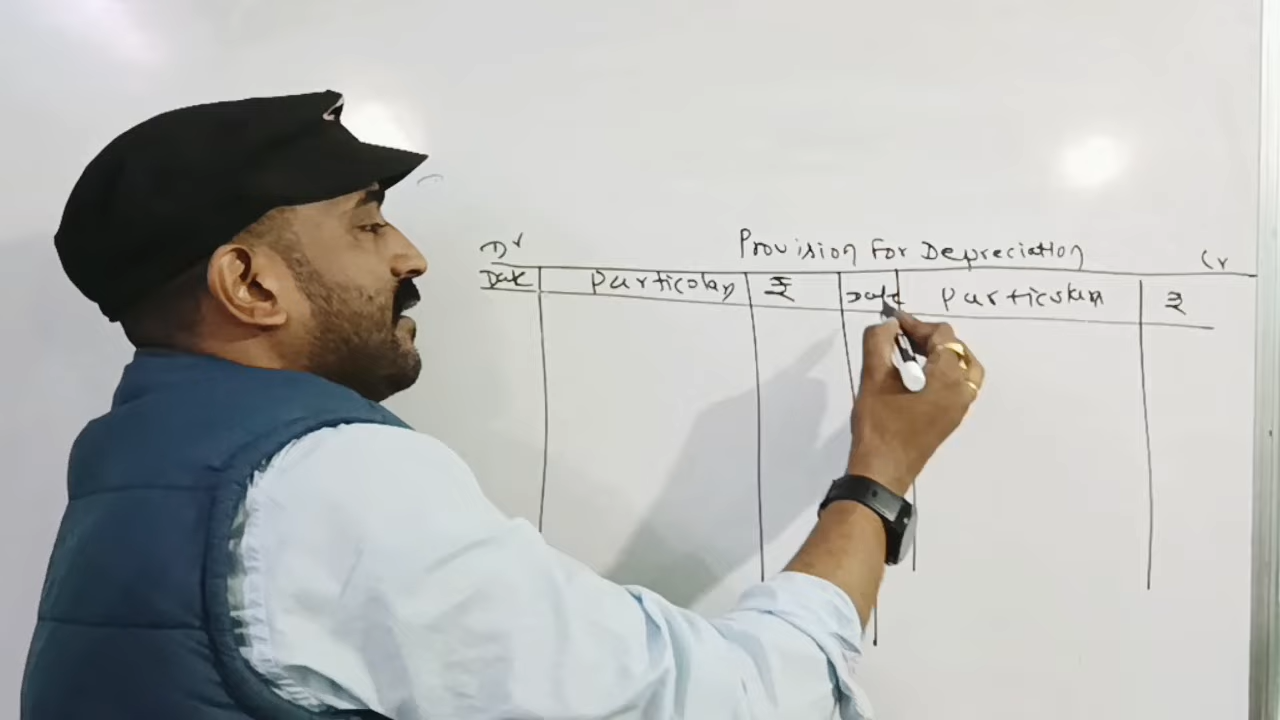 Dr Provision For Depreciation Cr
Date Particulars ₹ Date Particulars ₹